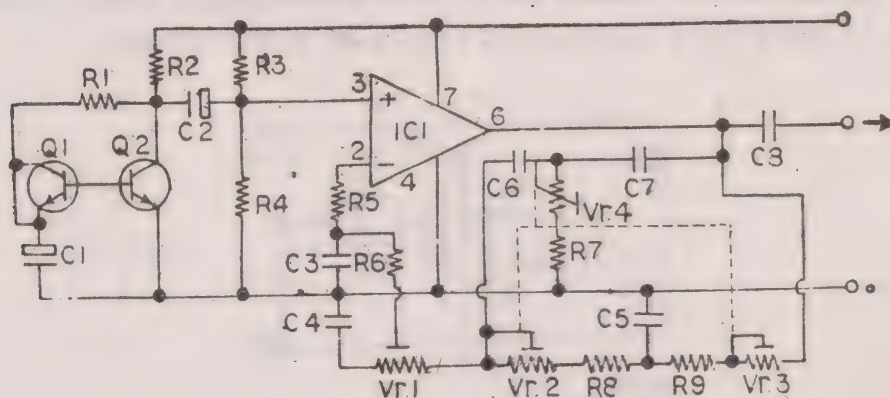 R1
R2
R3
Q1
Q2
C2
3
+
IC1
7
6
2
−
4
R5
R4
C1
C3
R6
C4
C6
C7
Vr.4
R7
C8
C5
Vr.1
Vr.2
R8
R9
Vr.3